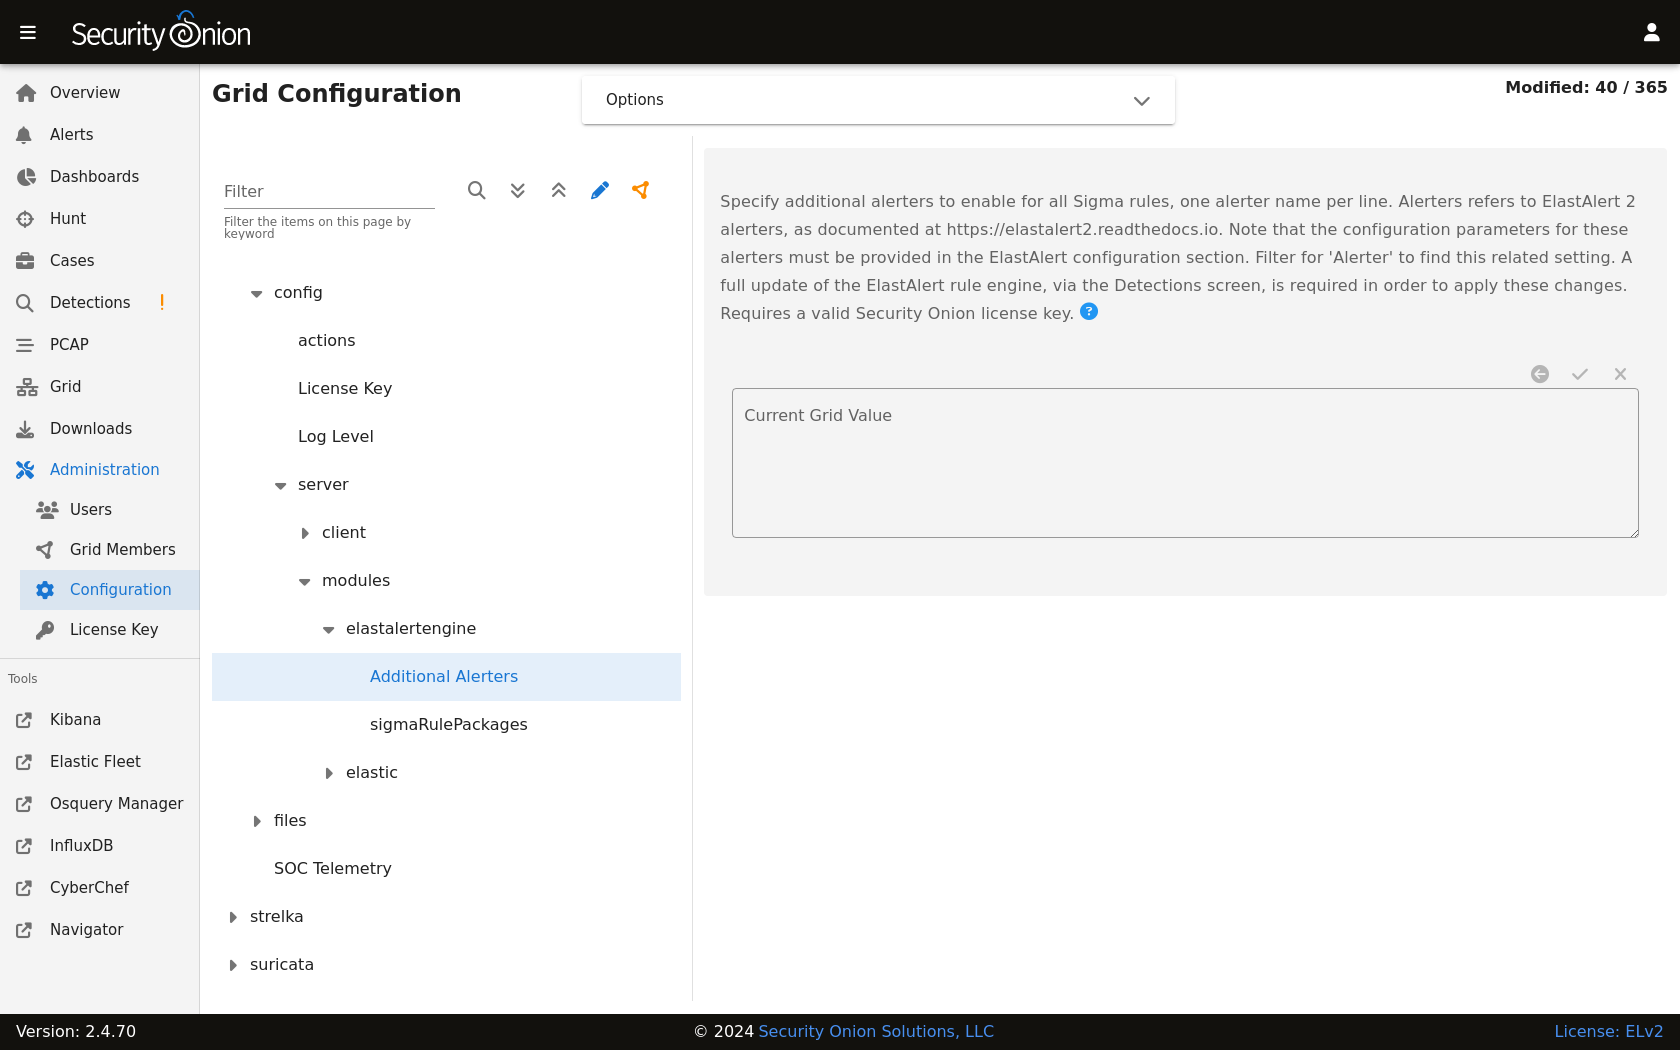 Security Onion
Overview
Alerts
Dashboards
Hunt
Cases
Detections !
PCAP
Grid
Downloads
Administration
Users
Grid Members
Configuration
License Key
Tools
Kibana
Elastic Fleet
Osquery Manager
InfluxDB
CyberChef
Navigator
Grid Configuration
Options
Modified: 40 / 365
Filter
Filter the items on this page by
keyword
config
actions
License Key
Log Level
server
client
modules
elastalertengine
Additional Alerters
sigmaRulePackages
elastic
files
SOC Telemetry
strelka
suricata
Specify additional alerters to enable for all Sigma rules, one alerter name per line. Alerters refers to ElastAlert 2
alerters, as documented at https://elastalert2.readthedocs.io. Note that the configuration parameters for these
alerters must be provided in the ElastAlert configuration section. Filter for 'Alerter' to find this related setting. A
full update of the ElastAlert rule engine, via the Detections screen, is required in order to apply these changes.
Requires a valid Security Onion license key. ?
Current Grid Value
Version: 2.4.70
© 2024 Security Onion Solutions, LLC
License: ELv2